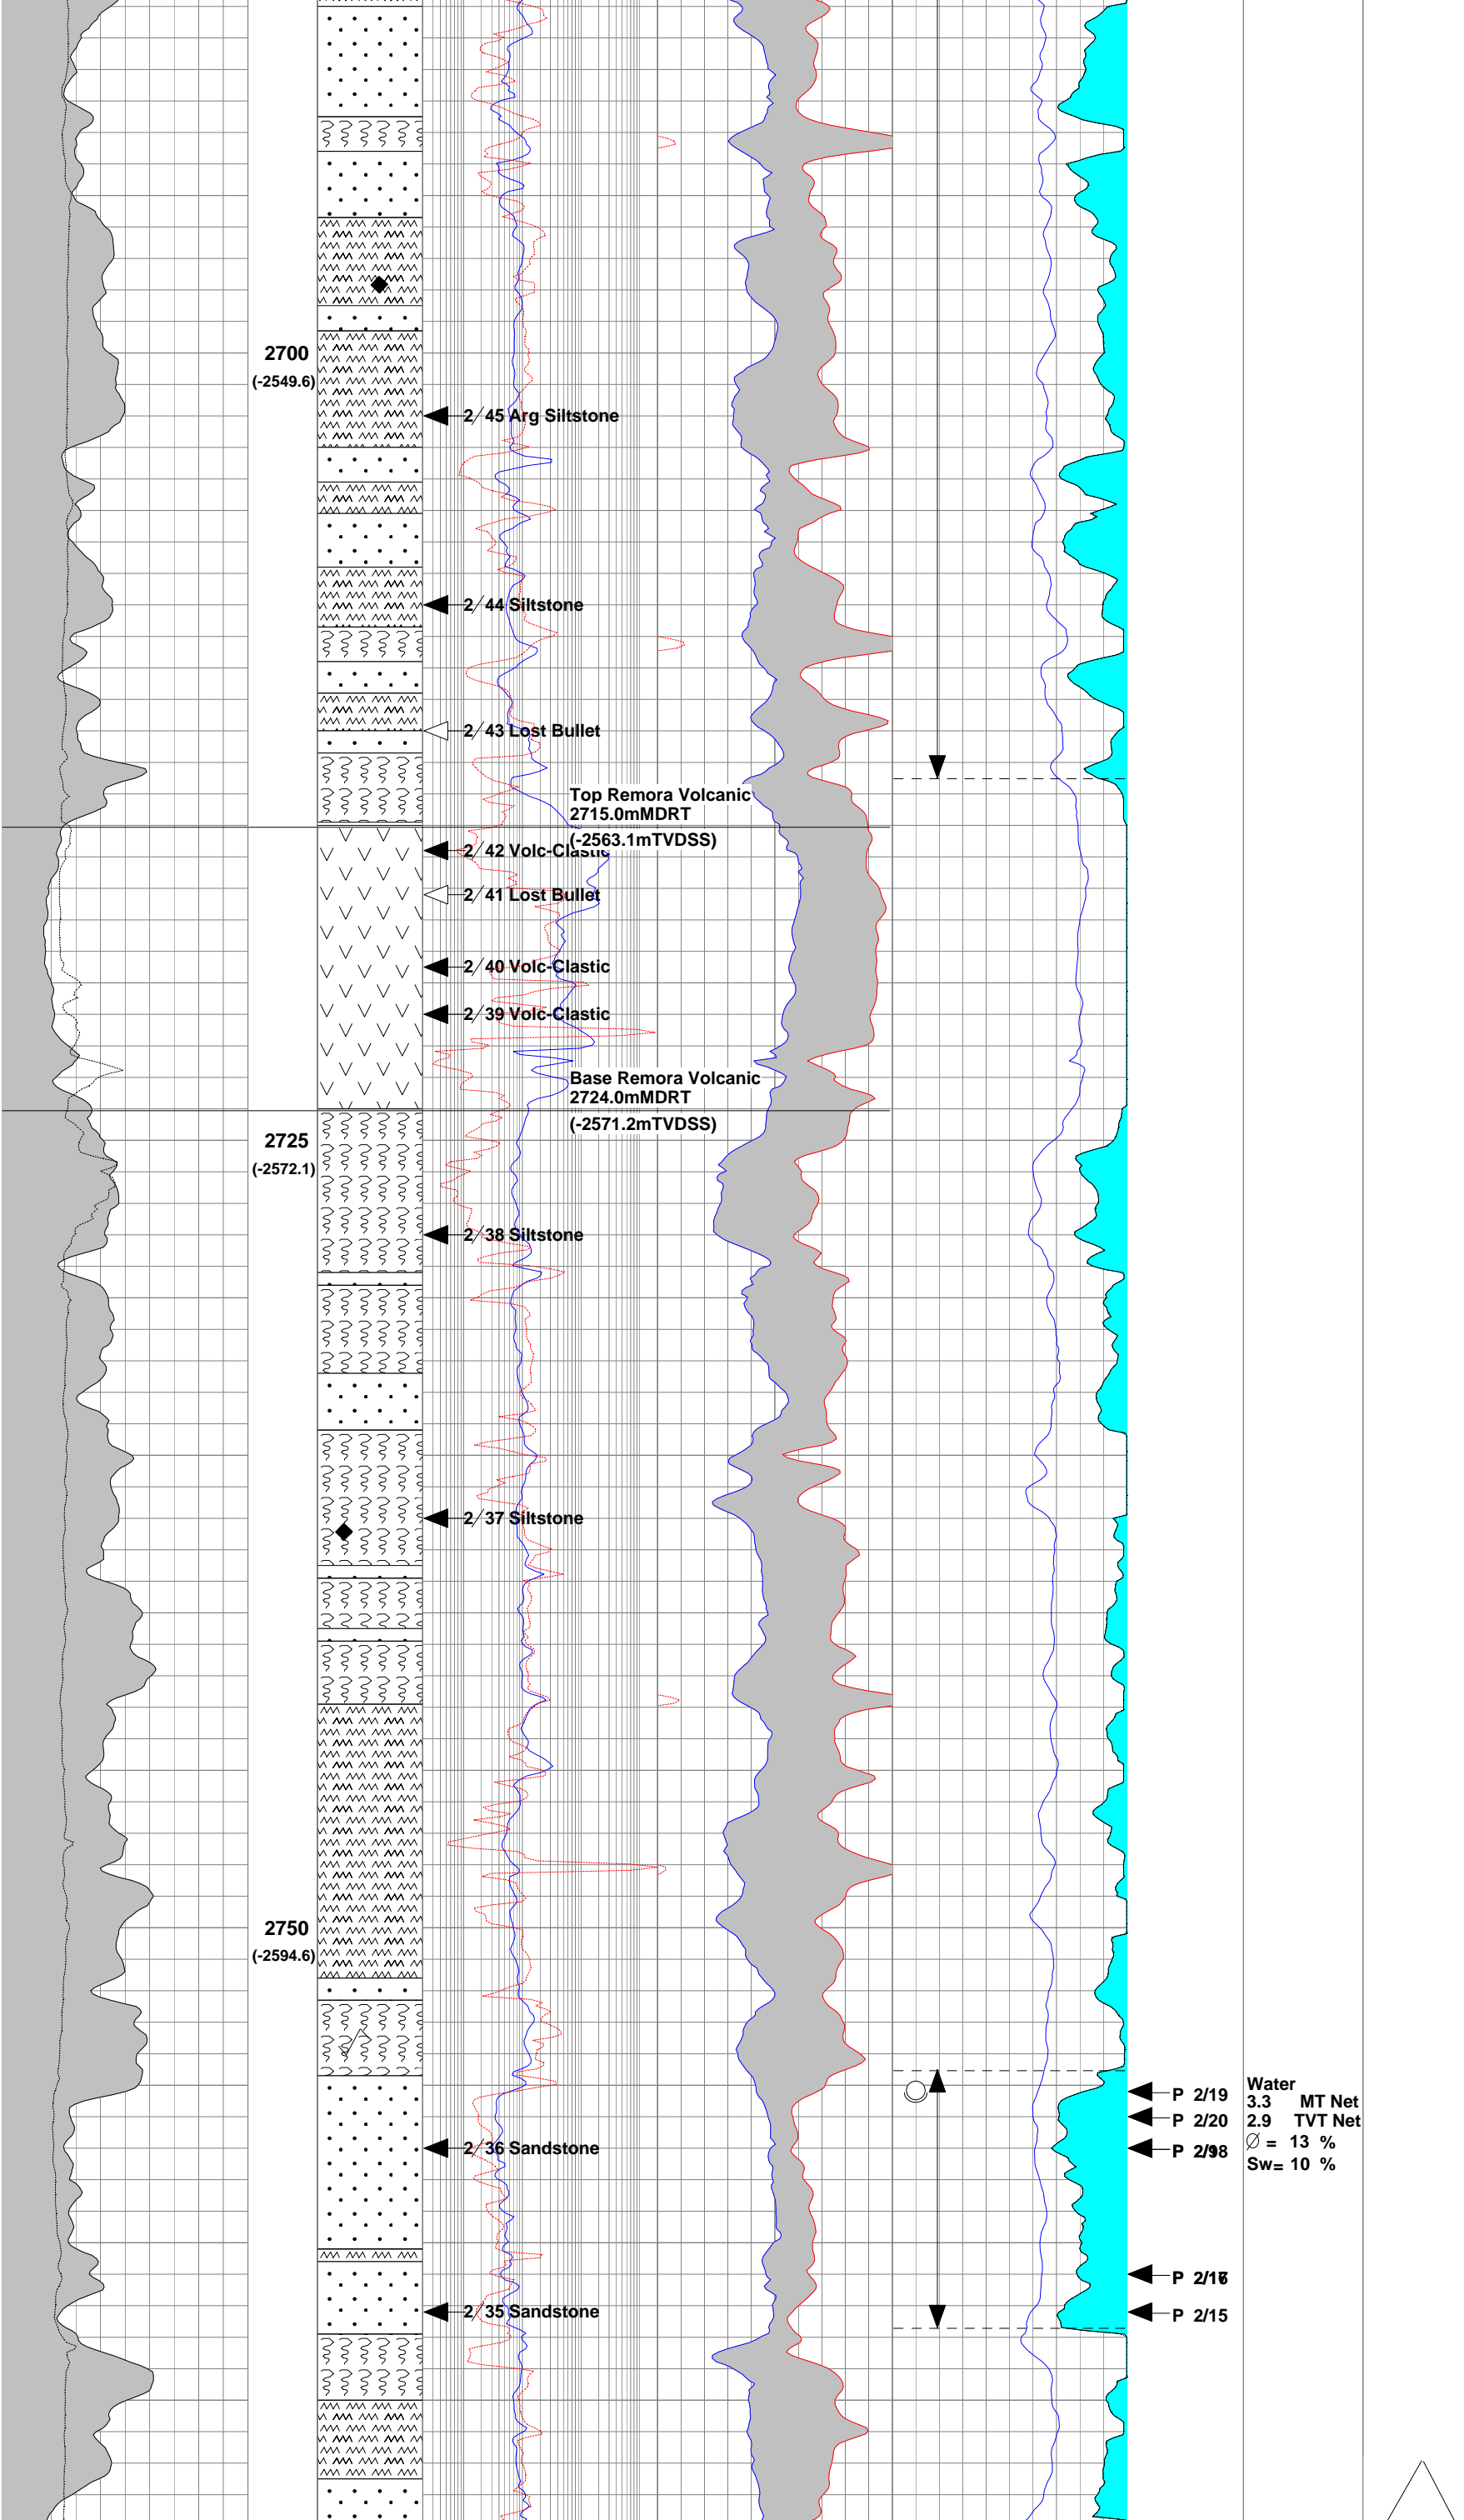 2700
(-2549.6)
2/45 Arg Siltstone
2/44 Siltstone
2/43 Lost Bullet
Top Remora Volcanic
2715.0mMDRT
(-2563.1mTVDSS)
2/42 Volc-Clastic
2/41 Lost Bullet
2/40 Volc-Clastic
2/39 Volc-Clastic
Base Remora Volcanic
2724.0mMDRT
(-2571.2mTVDSS)
2725
(-2572.1)
2/38 Siltstone
2/37 Siltstone
2750
(-2594.6)
Water
P 2/19
3.3 MT Net
P 2/20
2.9 TVT Net
Ø = 13 %
2/36 Sandstone
Sw= 10 %
P 2/15
2/35 Sandstone